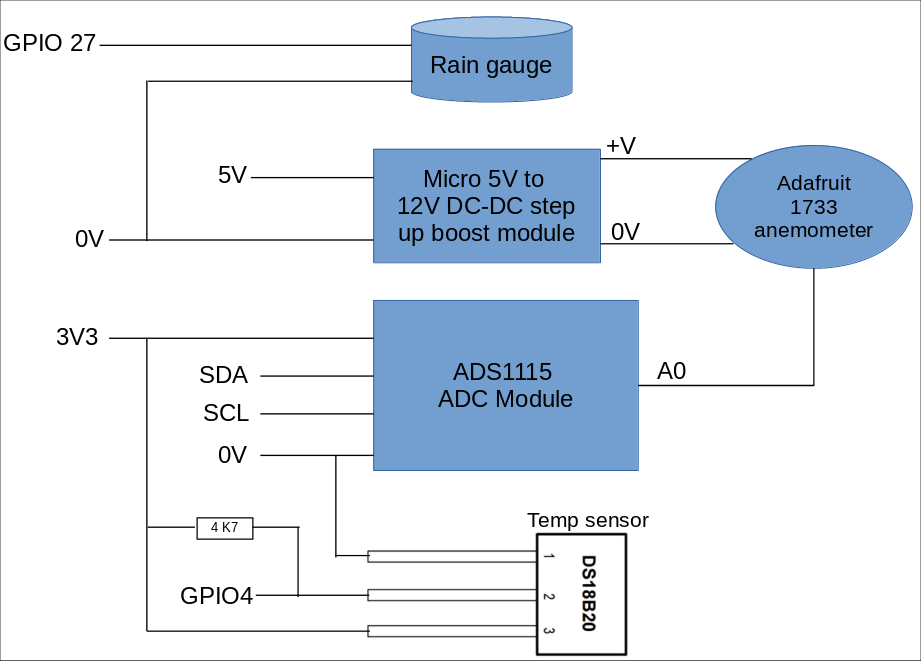 GPIO 27
Rain gauge
+V
5V
Micro 5V to
12V DC-DC step
up boost module
Adafruit
1733
anemometer
0V
0V
3V3
SDA
ADS1115
ADC Module
A0
SCL
0V
4 K7
Temp sensor
GPIO4
1
2
3
DS18B20